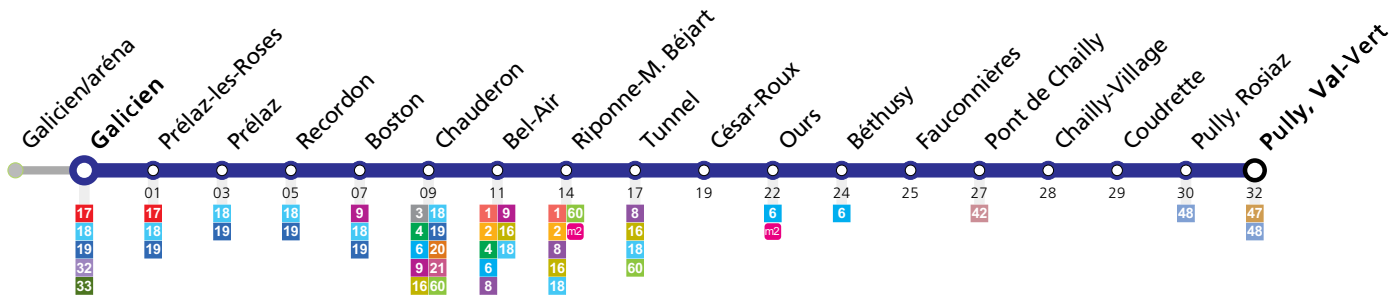 Galicien/aréna
Galicien
Prélaz-les-Roses
Prélaz
Recordon
Boston
Chauderon
Bel-Air
Riponne-M. Béjart
Tunnel
César-Roux
Ours
Béthusy
Fauconnières
Pont de Chailly
Chailly-Village
Coudrette
Pully, Rosiaz
Pully, Val-Vert
01 03 05 07 09 11 14 17 19 22 24 25 27 28 29 30 32
17 17 18 18 9 3 18 1 9 1 60 8 6 6 42 48 47
18 18 19 19 18 4 19 2 16 2 m2 16 m2 48
19 19 19 6 20 4 18 8 18
32 9 21 6 16 60
33 16 60 8 18